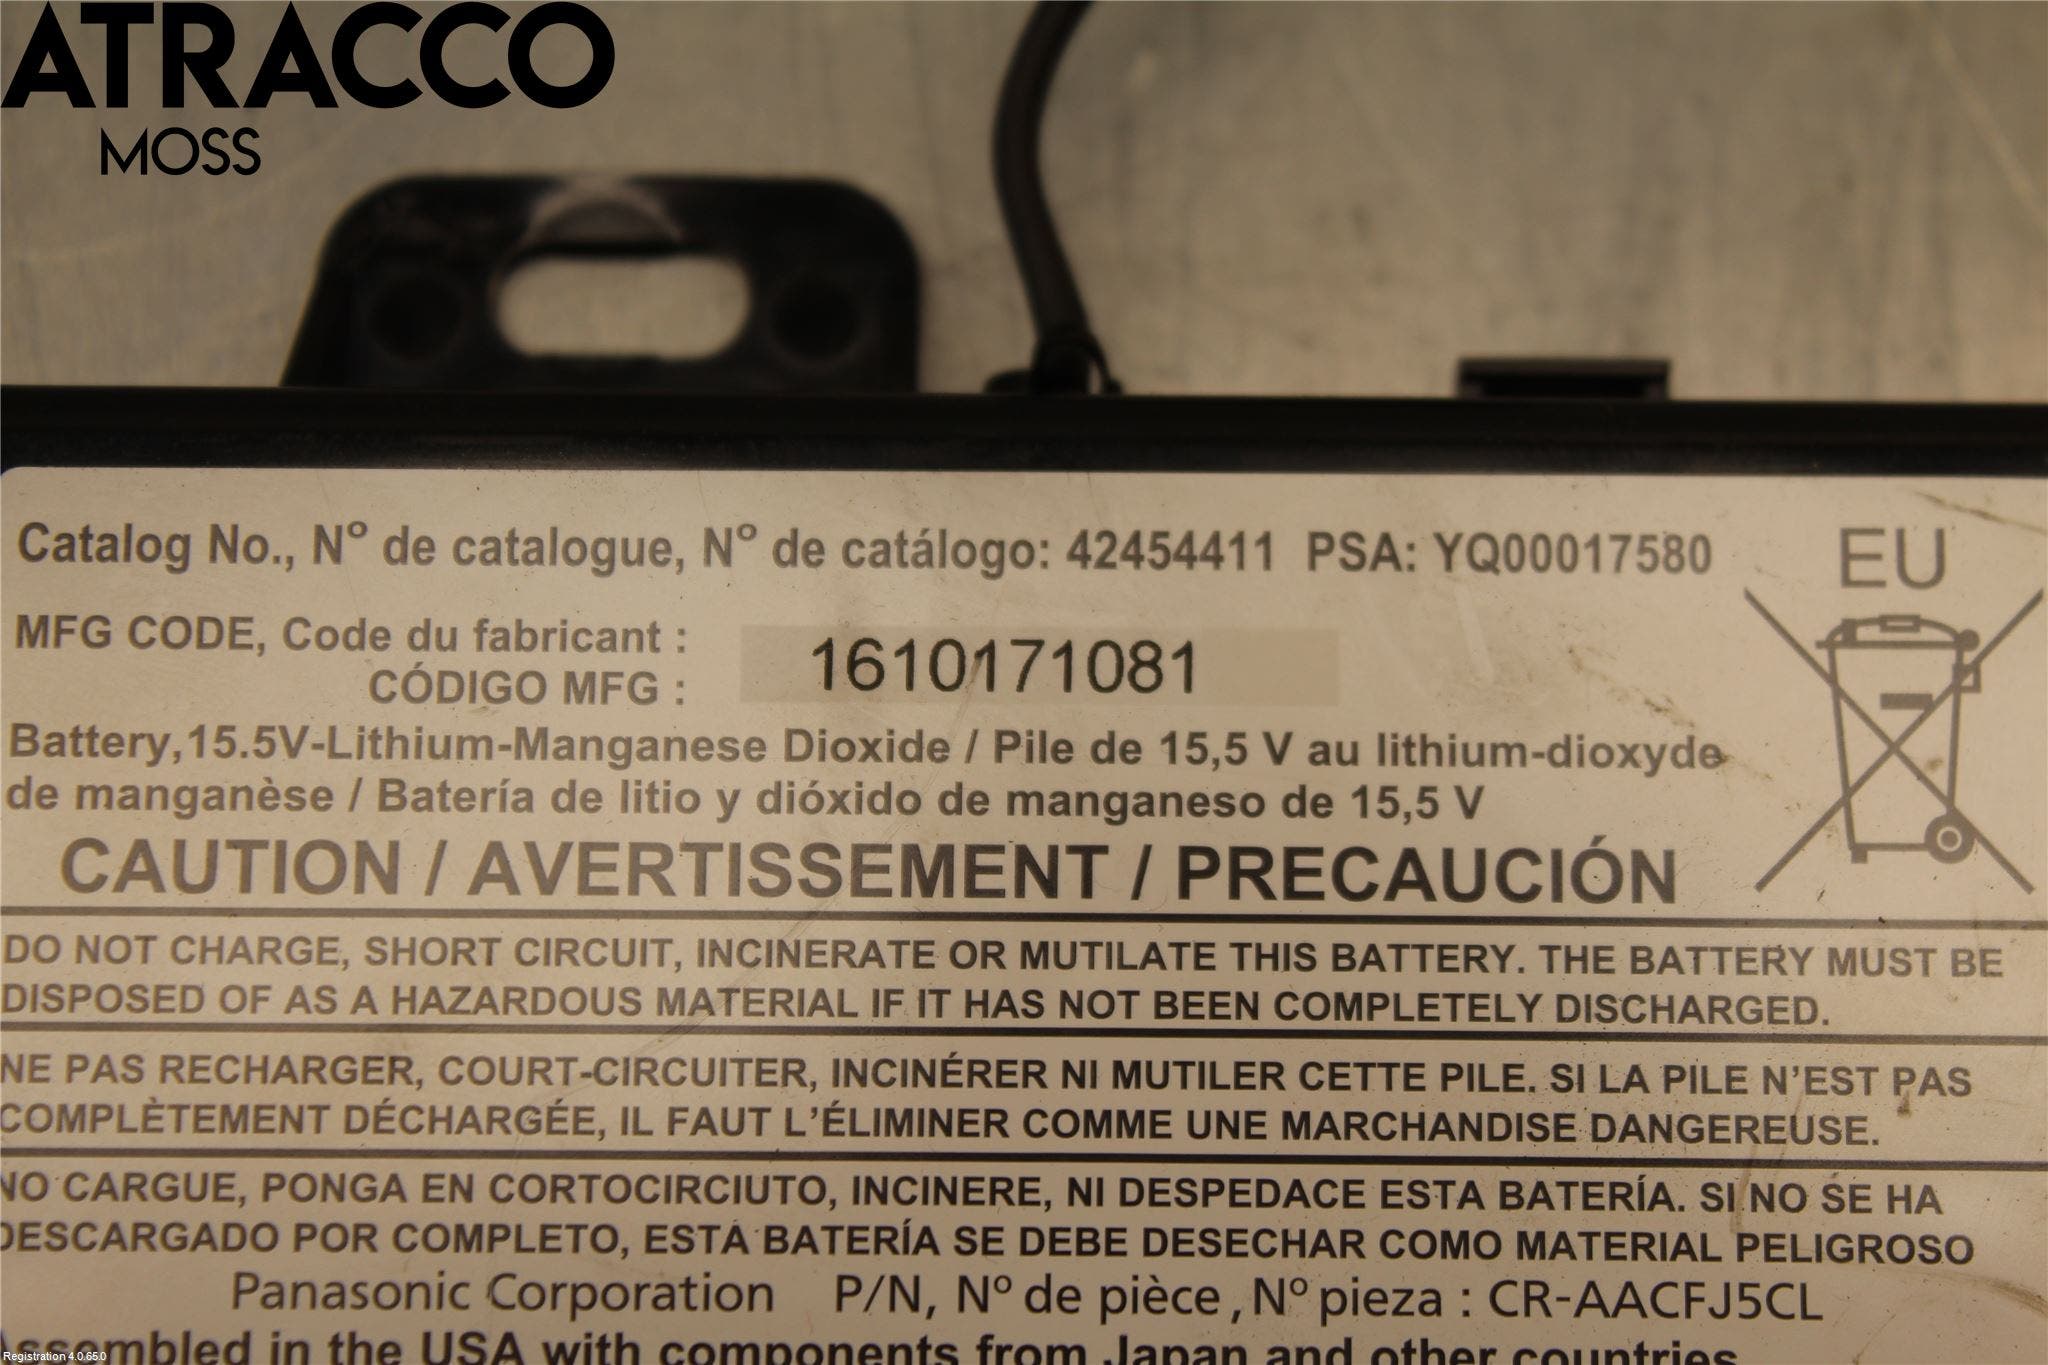 ATRACCO
MOSS
Catalog No., Nº de catalogue, Nº de catálogo: 42454411 PSA: YQ00017580
EU
MFG CODE, Code du fabricant :
CÓDIGO MFG :
1610171081
Battery,15.5V-Lithium-Manganese Dioxide / Pile de 15,5 V au lithium-dioxyde
de manganèse / Batería de litio y dióxido de manganeso de 15,5 V
CAUTION / AVERTISSEMENT / PRECAUCIÓN
DO NOT CHARGE, SHORT CIRCUIT, INCINERATE OR MUTILATE THIS BATTERY. THE BATTERY MUST BE
DISPOSED OF AS A HAZARDOUS MATERIAL IF IT HAS NOT BEEN COMPLETELY DISCHARGED.
NE PAS RECHARGER, COURT-CIRCUITER, INCINÉRER NI MUTILER CETTE PILE. SI LA PILE N'EST PAS
COMPLÈTEMENT DÉCHARGÉE, IL FAUT L'ÉLIMINER COMME UNE MARCHANDISE DANGEREUSE.
NO CARGUE, PONGA EN CORTOCIRCIUTO, INCINERE, NI DESPEDACE ESTA BATERÍA. SI NO SE HA
DESCARGADO POR COMPLETO, ESTA BATERÍA SE DEBE DESECHAR COMO MATERIAL PELIGROSO
Panasonic Corporation P/N, Nº de pièce, Nº pieza : CR-AACFJ5CL
Assembled in the USA with components from Japan and other countries
Registration 4.0.65.0